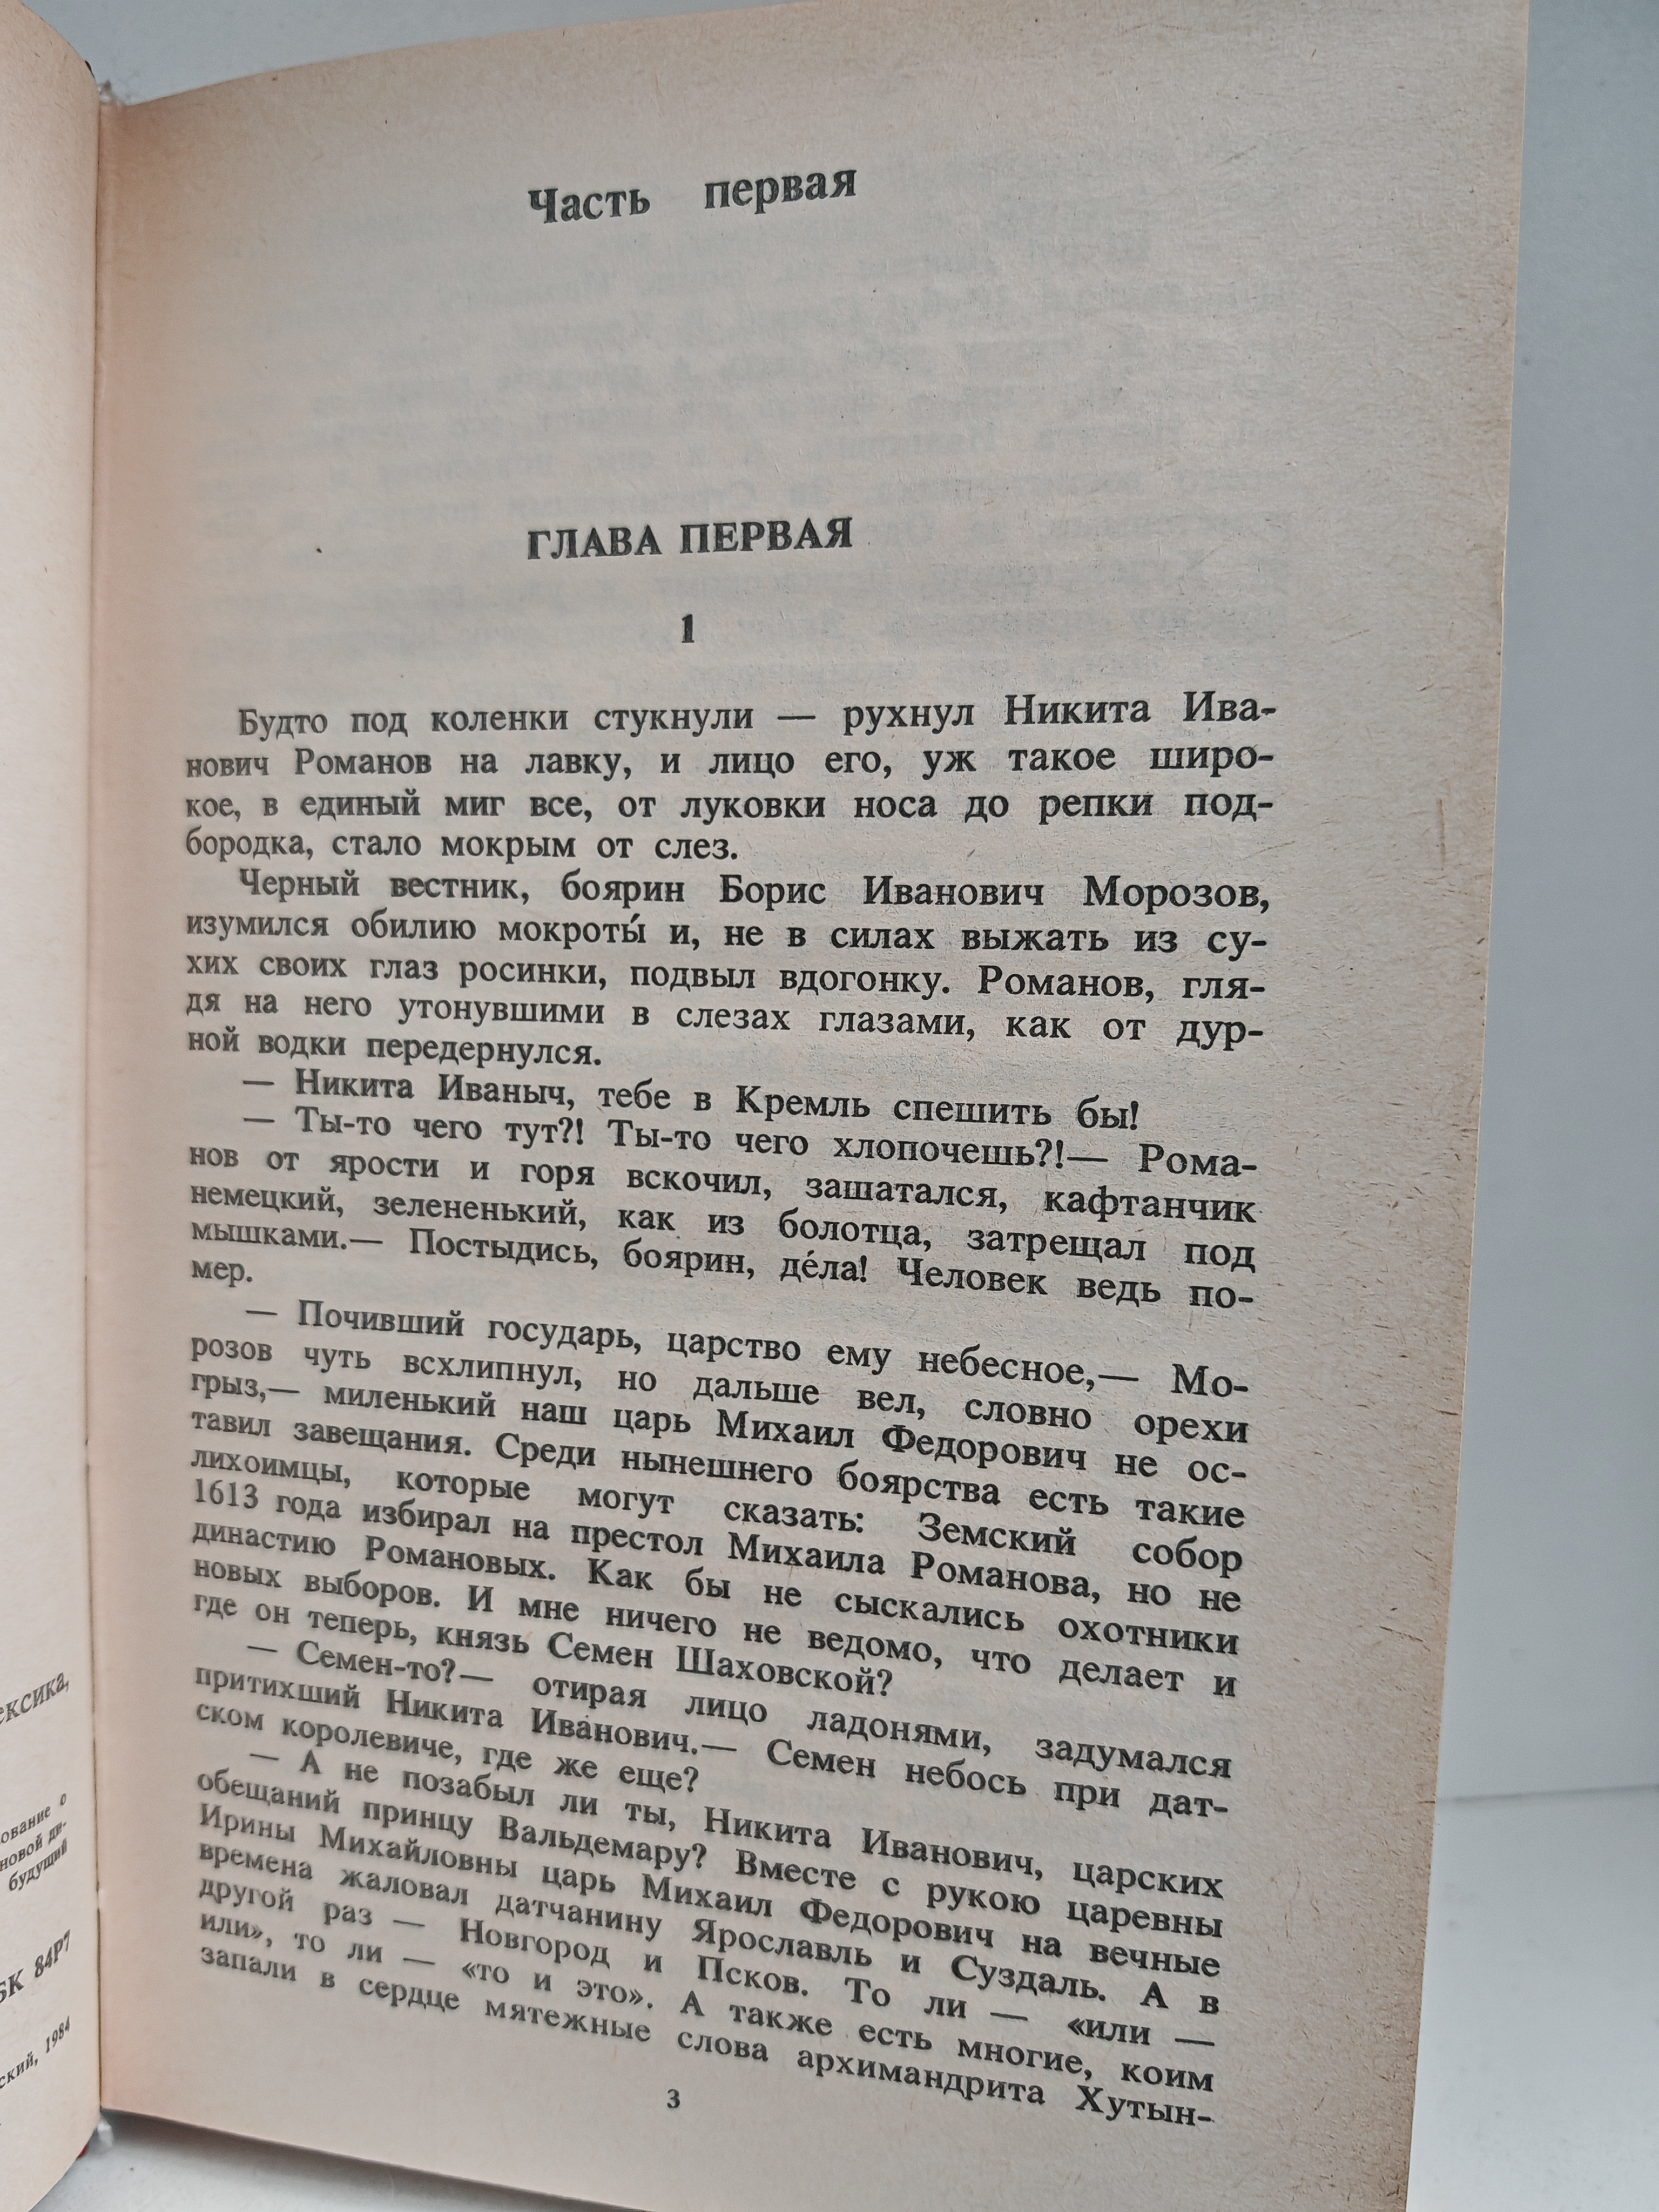 ексика,
ование о
новой ди-
будущий
БК 84Р7
ский, 1984
Часть первая
ГЛАВА ПЕРВАЯ
1
Будто под коленки стукнули — рухнул Никита Ива-
нович Романов на лавку, и лицо его, уж такое широ-
кое, в единый миг все, от луковки носа до репки под-
бородка, стало мокрым от слез.
Черный вестник, боярин Борис Иванович Морозов,
изумился обилию мокроты́ и, не в силах выжать из су-
хих своих глаз росинки, подвыл вдогонку. Романов, гля-
дя на него утонувшими в слезах глазами, как от дур-
ной водки передернулся.
— Никита Иваныч, тебе в Кремль спешить бы!
— Ты-то чего тут?! Ты-то чего хлопочешь?!— Рома-
нов от ярости и горя вскочил, зашатался, кафтанчик
немецкий, зелененький, как из болотца, затрещал под
мышками.— Постыдись, боярин, де́ла! Человек ведь по-
мер.
— Почивший государь, царство ему небесное,— Мо-
розов чуть всхлипнул, но дальше вел, словно орехи
грыз,— миленький наш царь Михаил Федорович не ос-
тавил завещания. Среди нынешнего боярства есть такие
лихоимцы, которые могут сказать: Земский собор
1613 года избирал на престол Михаила Романова, но не
династию Романовых. Как бы не сыскались охотники
новых выборов. И мне ничего не ведомо, что делает и
где он теперь, князь Семен Шаховской?
— Семен-то?— отирая лицо ладонями, задумался
притихший Никита Иванович.— Семен небось при дат-
ском королевиче, где же еще?
— А не позабыл ли ты, Никита Иванович, царских
обещаний принцу Вальдемару? Вместе с рукою царевны
Ирины Михайловны царь Михаил Федорович на вечные
времена жаловал датчанину Ярославль и Суздаль. А в
другой раз — Новгород и Псков. То ли — «или —
или», то ли — «то и это». А также есть многие, коим
запали в сердце мятежные слова архимандрита Хутын-
3